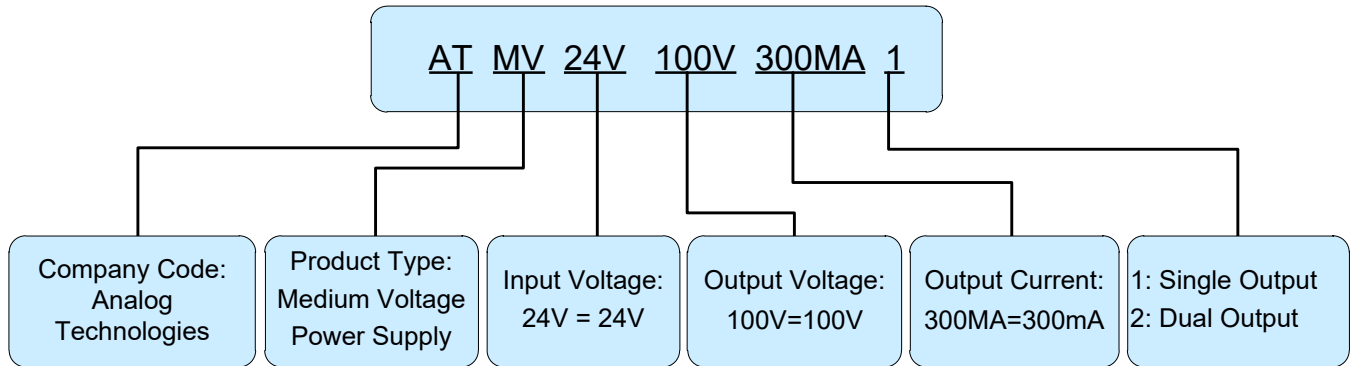 AT MV 24V 100V 300MA 1
Company Code:
Analog
Technologies
Product Type:
Medium Voltage
Power Supply
Input Voltage:
24V = 24V
Output Voltage:
100V=100V
Output Current:
300MA=300mA
1: Single Output
2: Dual Output